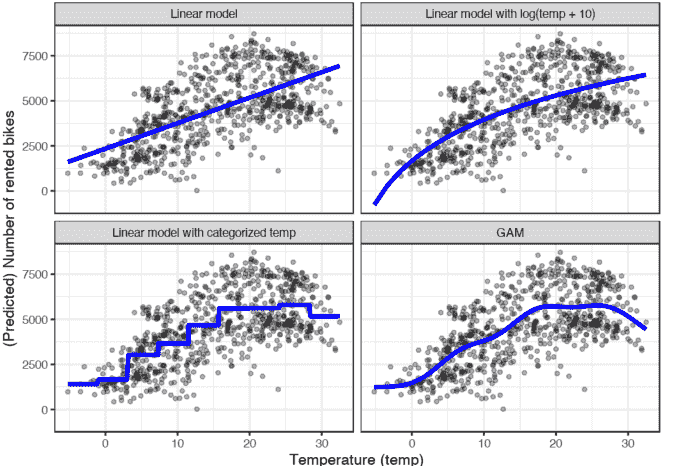 Linear model
Linear model with log(temp + 10)
7500
5000
2500
0
Linear model with categorized temp
GAM
7500
5000
2500
0
0 10 20 30
0 10 20 30
Temperature (temp)
(Predicted) Number of rented bikes